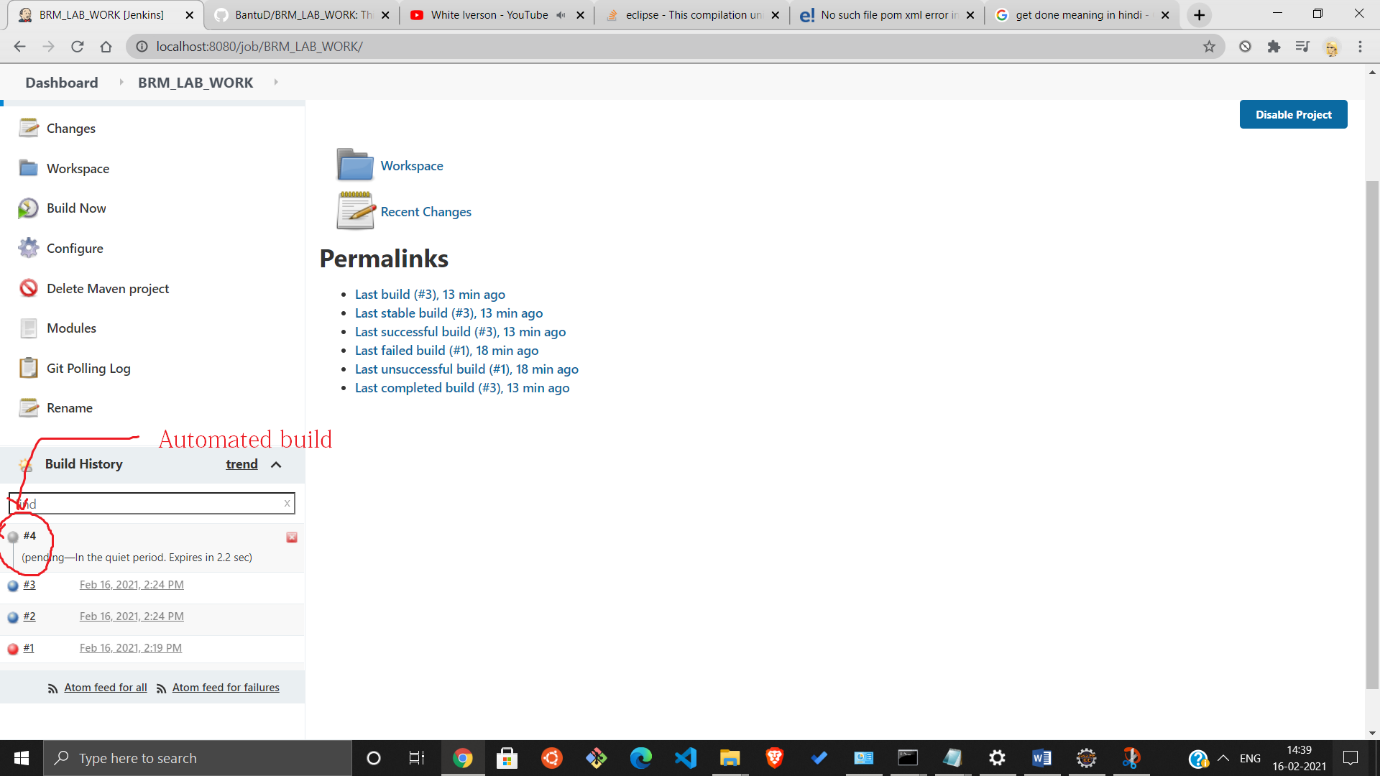 BRM_LAB_WORK [Jenkins]
BantuD/BRM_LAB_WORK: Th
White Iverson - YouTube
eclipse - This compilation un
No such file pom xml error in
get done meaning in hindi -
localhost:8080/job/BRM_LAB_WORK/
Dashboard
BRM_LAB_WORK
Disable Project
Changes
Workspace
Build Now
Configure
Delete Maven project
Modules
Git Polling Log
Rename
Workspace
Recent Changes
Permalinks
Last build (#3), 13 min ago
Last stable build (#3), 13 min ago
Last successful build (#3), 13 min ago
Last failed build (#1), 18 min ago
Last unsuccessful build (#1), 18 min ago
Last completed build (#3), 13 min ago
Automated build
Build History trend
find x
#4
(pending—In the quiet period. Expires in 2.2 sec)
#3 Feb 16, 2021, 2:24 PM
#2 Feb 16, 2021, 2:24 PM
#1 Feb 16, 2021, 2:19 PM
Atom feed for all Atom feed for failures
Type here to search
ENG
14:39
16-02-2021